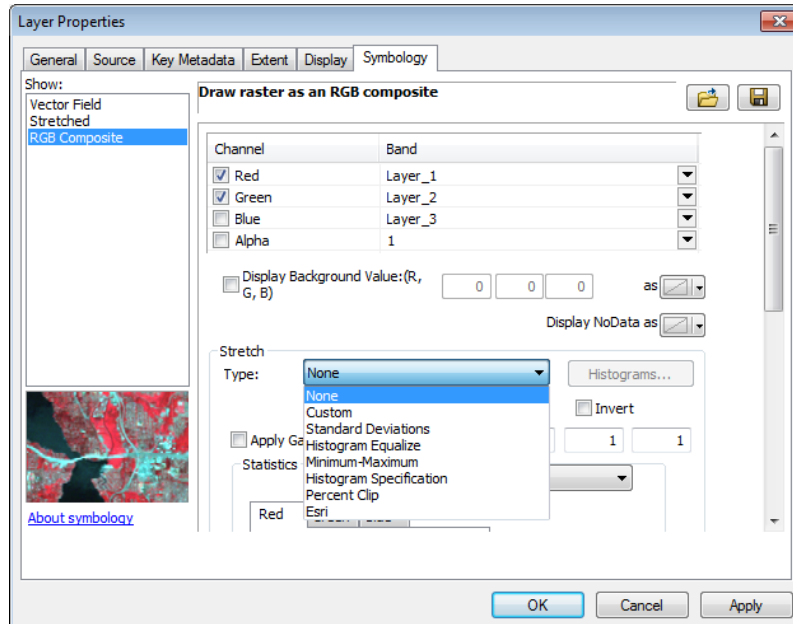 Layer Properties
General Source Key Metadata Extent Display Symbology
Show:
Vector Field
Stretched
RGB Composite
About symbology
Draw raster as an RGB composite
Channel Band
Red Layer_1
Green Layer_2
Blue Layer_3
Alpha 1
Display Background Value:(R,
G, B)
0 0 0 as
Display NoData as
Stretch
Type: None Histograms...
None
Custom
Standard Deviations
Histogram Equalize
Minimum-Maximum
Histogram Specification
Percent Clip
Esri
Invert
Apply Ga 1 1
Statistics
Red
OK Cancel Apply